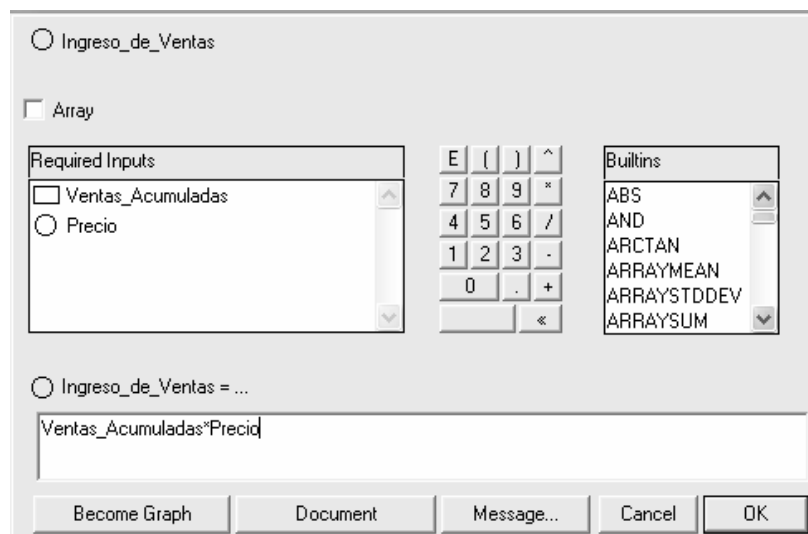 Ingreso_de_Ventas
Array
Required Inputs
Ventas_Acumuladas
Precio
E ( ) ^
7 8 9 *
4 5 6 /
1 2 3 -
0 . +
«
Builtins
ABS
AND
ARCTAN
ARRAYMEAN
ARRAYSTDDEV
ARRAYSUM
Ingreso_de_Ventas = ...
Ventas_Acumuladas*Precio
Become Graph Document Message... Cancel OK